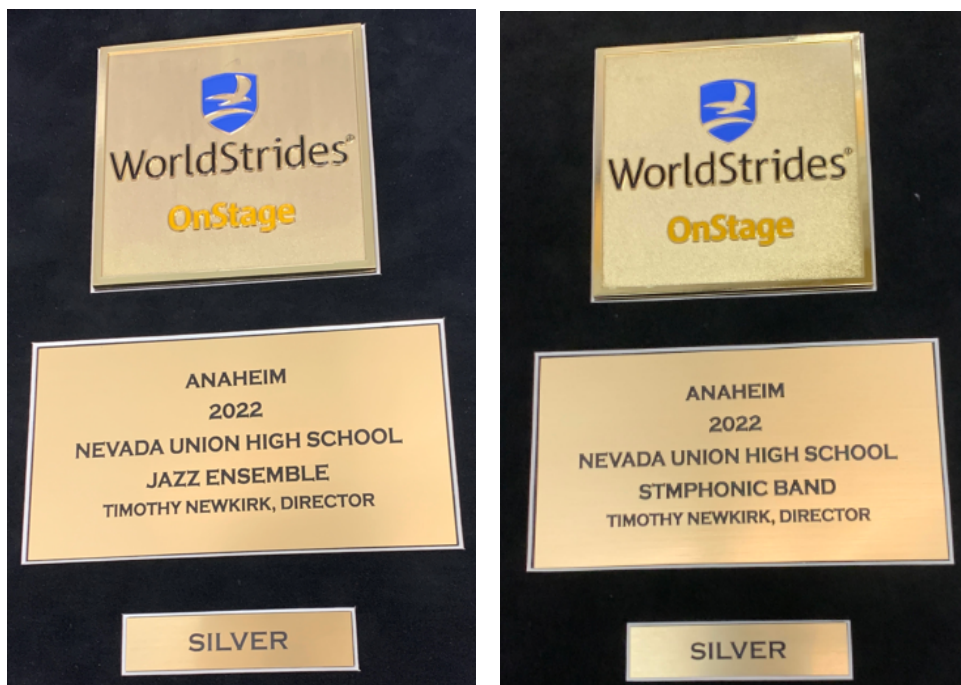 WorldStrides®
OnStage
ANAHEIM
2022
NEVADA UNION HIGH SCHOOL
JAZZ ENSEMBLE
TIMOTHY NEWKIRK, DIRECTOR
SILVER
WorldStrides®
OnStage
ANAHEIM
2022
NEVADA UNION HIGH SCHOOL
STMPHONIC BAND
TIMOTHY NEWKIRK, DIRECTOR
SILVER